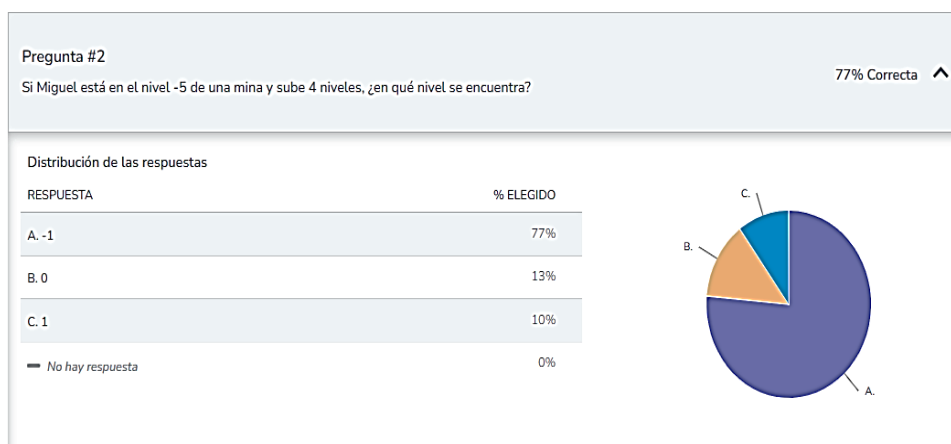 Pregunta #2
Si Miguel está en el nivel -5 de una mina y sube 4 niveles, ¿en qué nivel se encuentra?
77% Correcta
Distribución de las respuestas
RESPUESTA % ELEGIDO
A. -1 77%
B. 0 13%
C. 1 10%
No hay respuesta 0%
C.
B.
A.